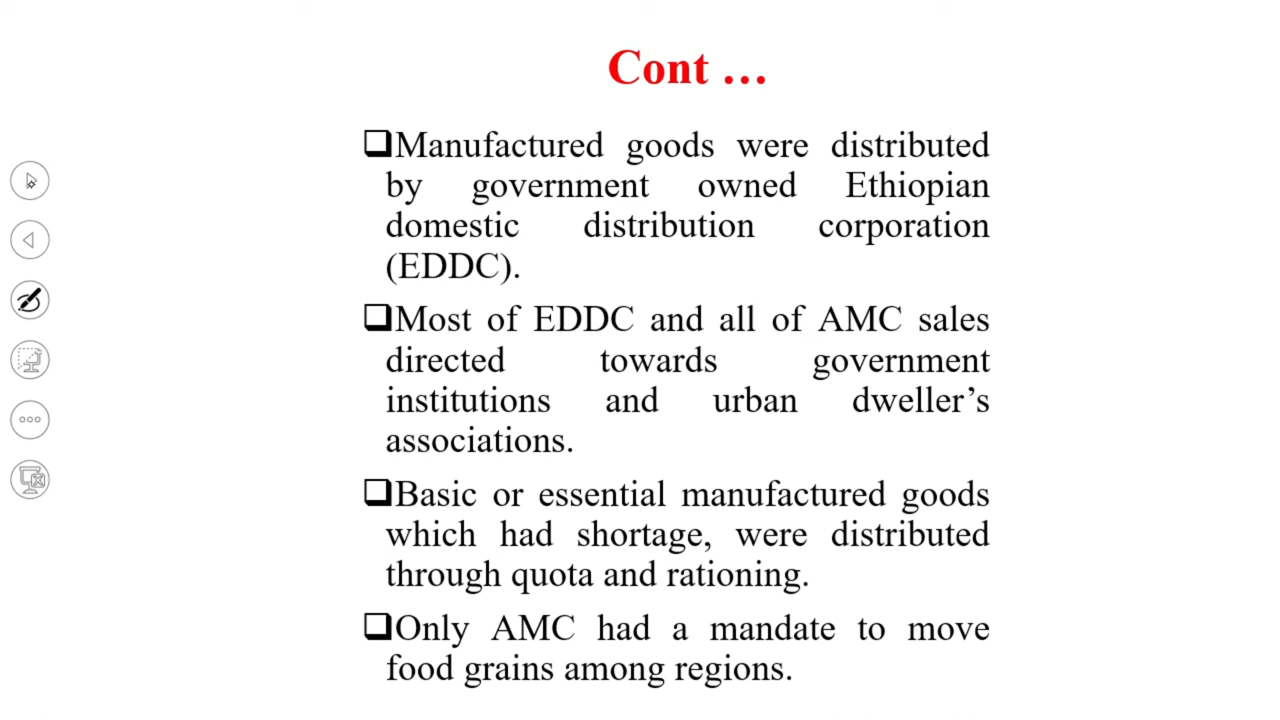 Cont …
❑Manufactured goods were distributed
by government owned Ethiopian
domestic distribution corporation
(EDDC).
❑Most of EDDC and all of AMC sales
directed towards government
institutions and urban dweller’s
associations.
❑Basic or essential manufactured goods
which had shortage, were distributed
through quota and rationing.
❑Only AMC had a mandate to move
food grains among regions.